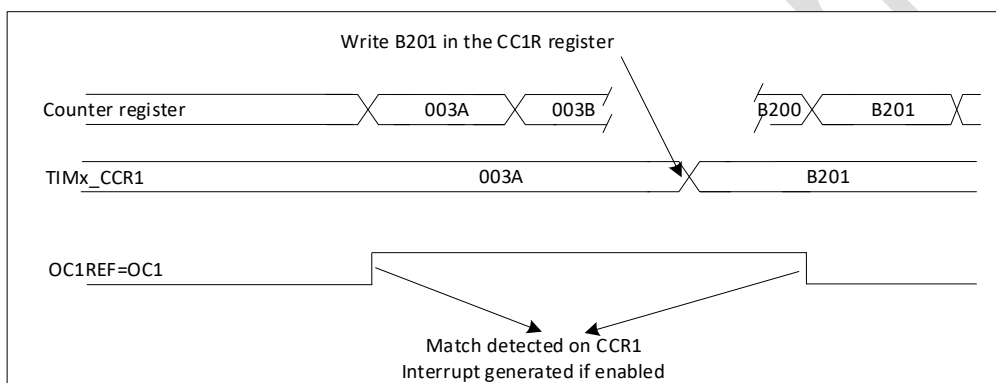 Write B201 in the CC1R register
Counter register 003A 003B B200 B201
TIMx_CCR1 003A B201
OC1REF=OC1
Match detected on CCR1
Interrupt generated if enabled